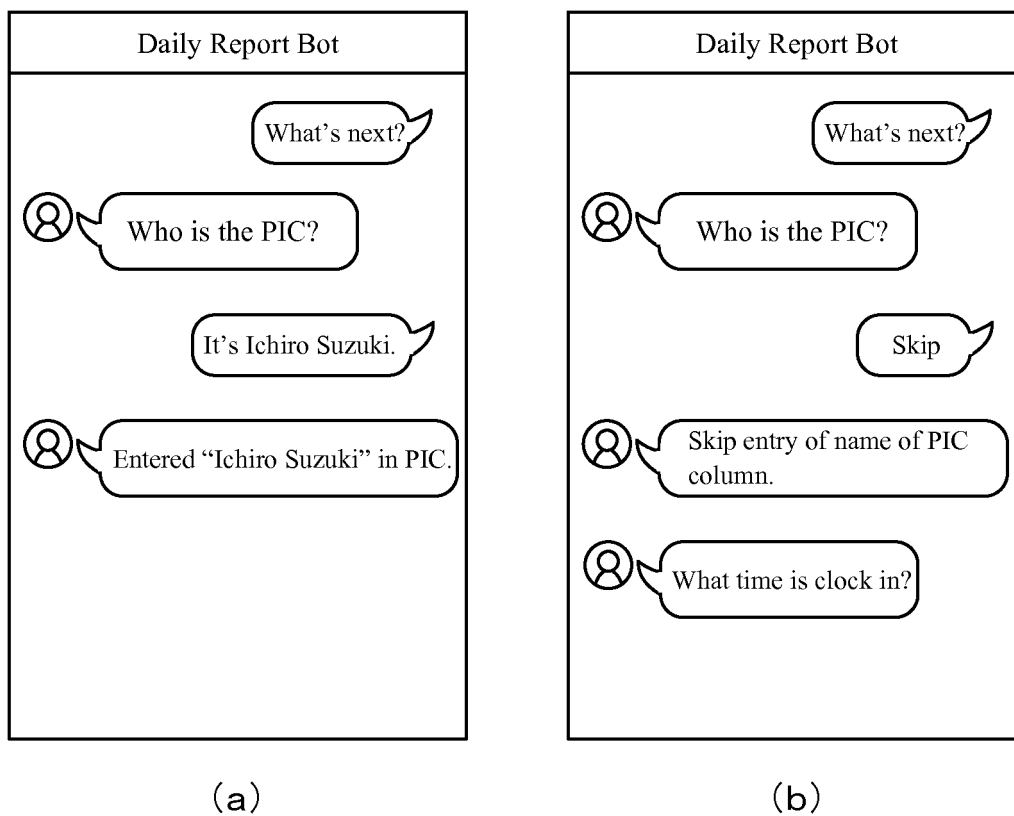 Daily Report Bot
What's next?
Who is the PIC?
It's Ichiro Suzuki.
Entered “Ichiro Suzuki” in PIC.
(a)
Daily Report Bot
What's next?
Who is the PIC?
Skip
Skip entry of name of PIC
column.
What time is clock in?
(b)